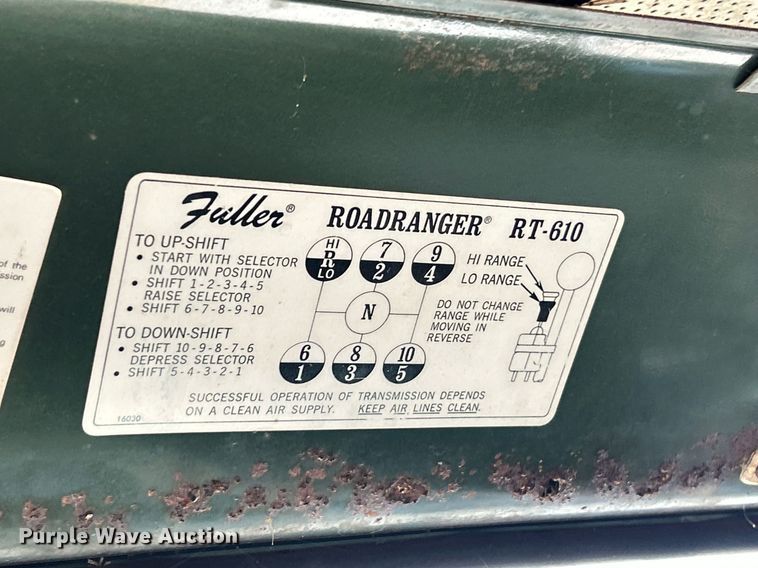 Fuller® ROADRANGER® RT-610
TO UP-SHIFT
• START WITH SELECTOR
IN DOWN POSITION
• SHIFT 1-2-3-4-5
RAISE SELECTOR
• SHIFT 6-7-8-9-10
TO DOWN-SHIFT
• SHIFT 10-9-8-7-6
DEPRESS SELECTOR
• SHIFT 5-4-3-2-1
HI
R
LO
7
2
9
4
N
6
1
8
3
10
5
HI RANGE
LO RANGE
DO NOT CHANGE
RANGE WHILE
MOVING IN
REVERSE
SUCCESSFUL OPERATION OF TRANSMISSION DEPENDS
ON A CLEAN AIR SUPPLY. KEEP AIR LINES CLEAN.
16030
of the
will
Purple Wave Auction